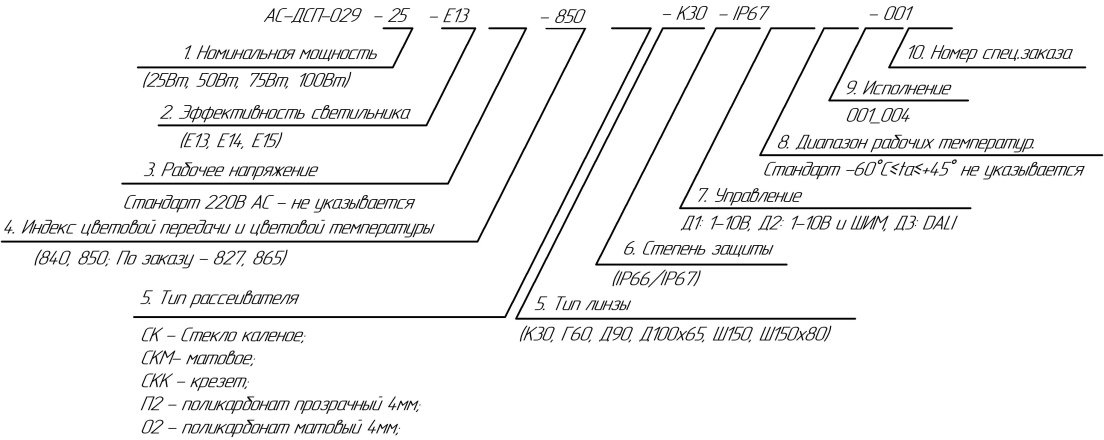 АС-ДСП-029 - 25 - Е13 - 850 - К30 - IP67 - 001
1. Номинальная мощность
(25Вт, 50Вт, 75Вт, 100Вт)
2. Эффективность светильника
(Е13, Е14, Е15)
3. Рабочее напряжение
Стандарт 220В АС - не указывается
4. Индекс цветовой передачи и цветовой температуры
(840, 850; По заказу - 827, 865)
5. Тип рассеивателя
СК - Стекло каленое;
СКМ- матовое;
СКК - крезет;
П2 - поликарбонат прозрачный 4мм;
О2 - поликарбонат матовый 4мм;
5. Тип линзы
(К30, Г60, Д90, Д100х65, Ш150, Ш150х80)
6. Степень защиты
(IP66/IP67)
7. Управление
Д1: 1-10В, Д2: 1-10В и ШИМ, Д3: DALI
8. Диапазон рабочих температур.
Стандарт -60°С≤ta≤+45° не указывается
9. Исполнение
001_004
10. Номер спец.заказа